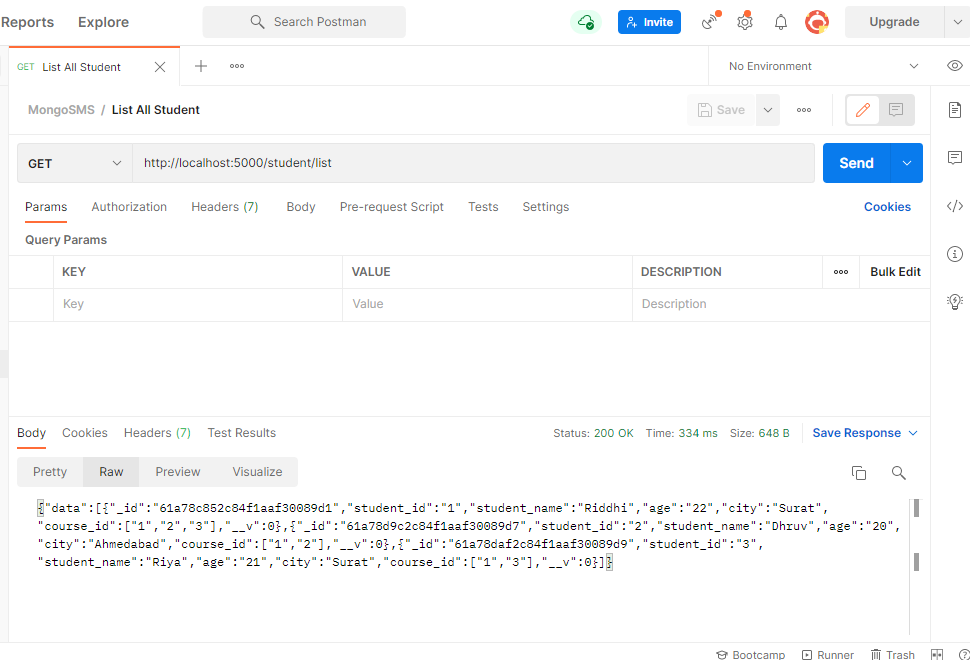 Reports Explore Search Postman Invite Upgrade
GET List All Student No Environment
MongoSMS / List All Student Save
GET http://localhost:5000/student/list Send
Params Authorization Headers (7) Body Pre-request Script Tests Settings Cookies
Query Params
KEY VALUE DESCRIPTION Bulk Edit
Key Value Description
Body Cookies Headers (7) Test Results Status: 200 OK Time: 334 ms Size: 648 B Save Response
Pretty Raw Preview Visualize
{"data":[{"_id":"61a78c852c84f1aaf30089d1","student_id":"1","student_name":"Riddhi","age":"22","city":"Surat",
"course_id":["1","2","3"],"__v":0},{"_id":"61a78d9c2c84f1aaf30089d7","student_id":"2","student_name":"Dhruv","age":"20",
"city":"Ahmedabad","course_id":["1","2"],"__v":0},{"_id":"61a78daf2c84f1aaf30089d9","student_id":"3",
"student_name":"Riya","age":"21","city":"Surat","course_id":["1","3"],"__v":0}]}
Bootcamp Runner Trash